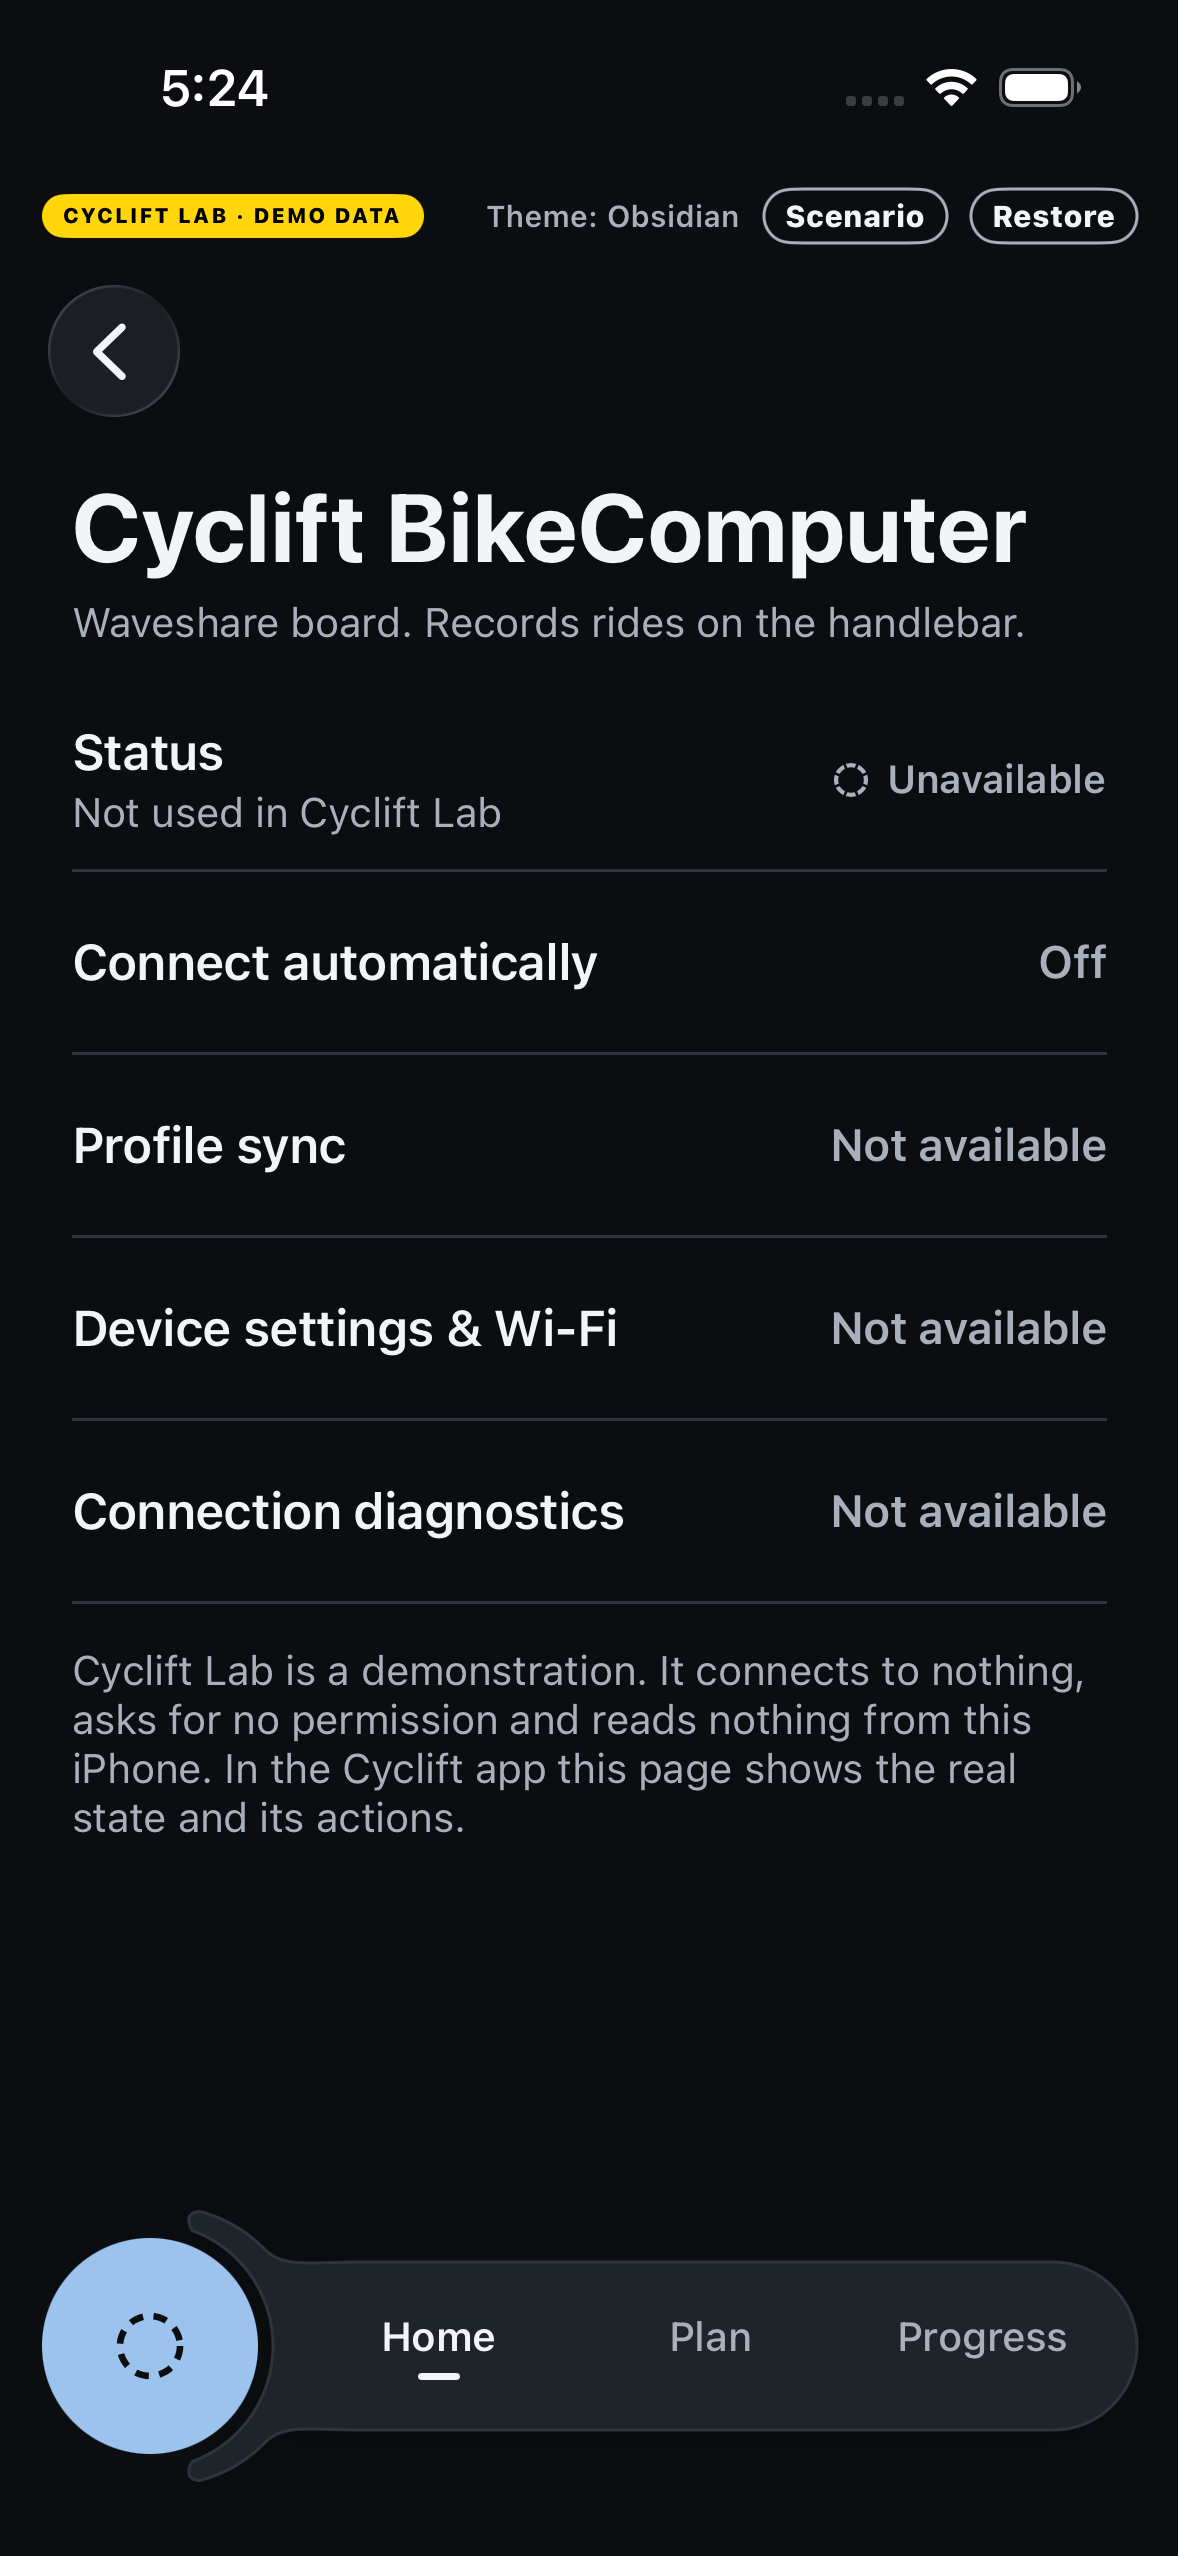 5:24
CYCLIFT LAB · DEMO DATA
Theme: Obsidian
Scenario
Restore
Cyclift BikeComputer
Waveshare board. Records rides on the handlebar.
Status
Not used in Cyclift Lab
Unavailable
Connect automatically
Off
Profile sync
Not available
Device settings & Wi-Fi
Not available
Connection diagnostics
Not available
Cyclift Lab is a demonstration. It connects to nothing,
asks for no permission and reads nothing from this
iPhone. In the Cyclift app this page shows the real
state and its actions.
Home
Plan
Progress